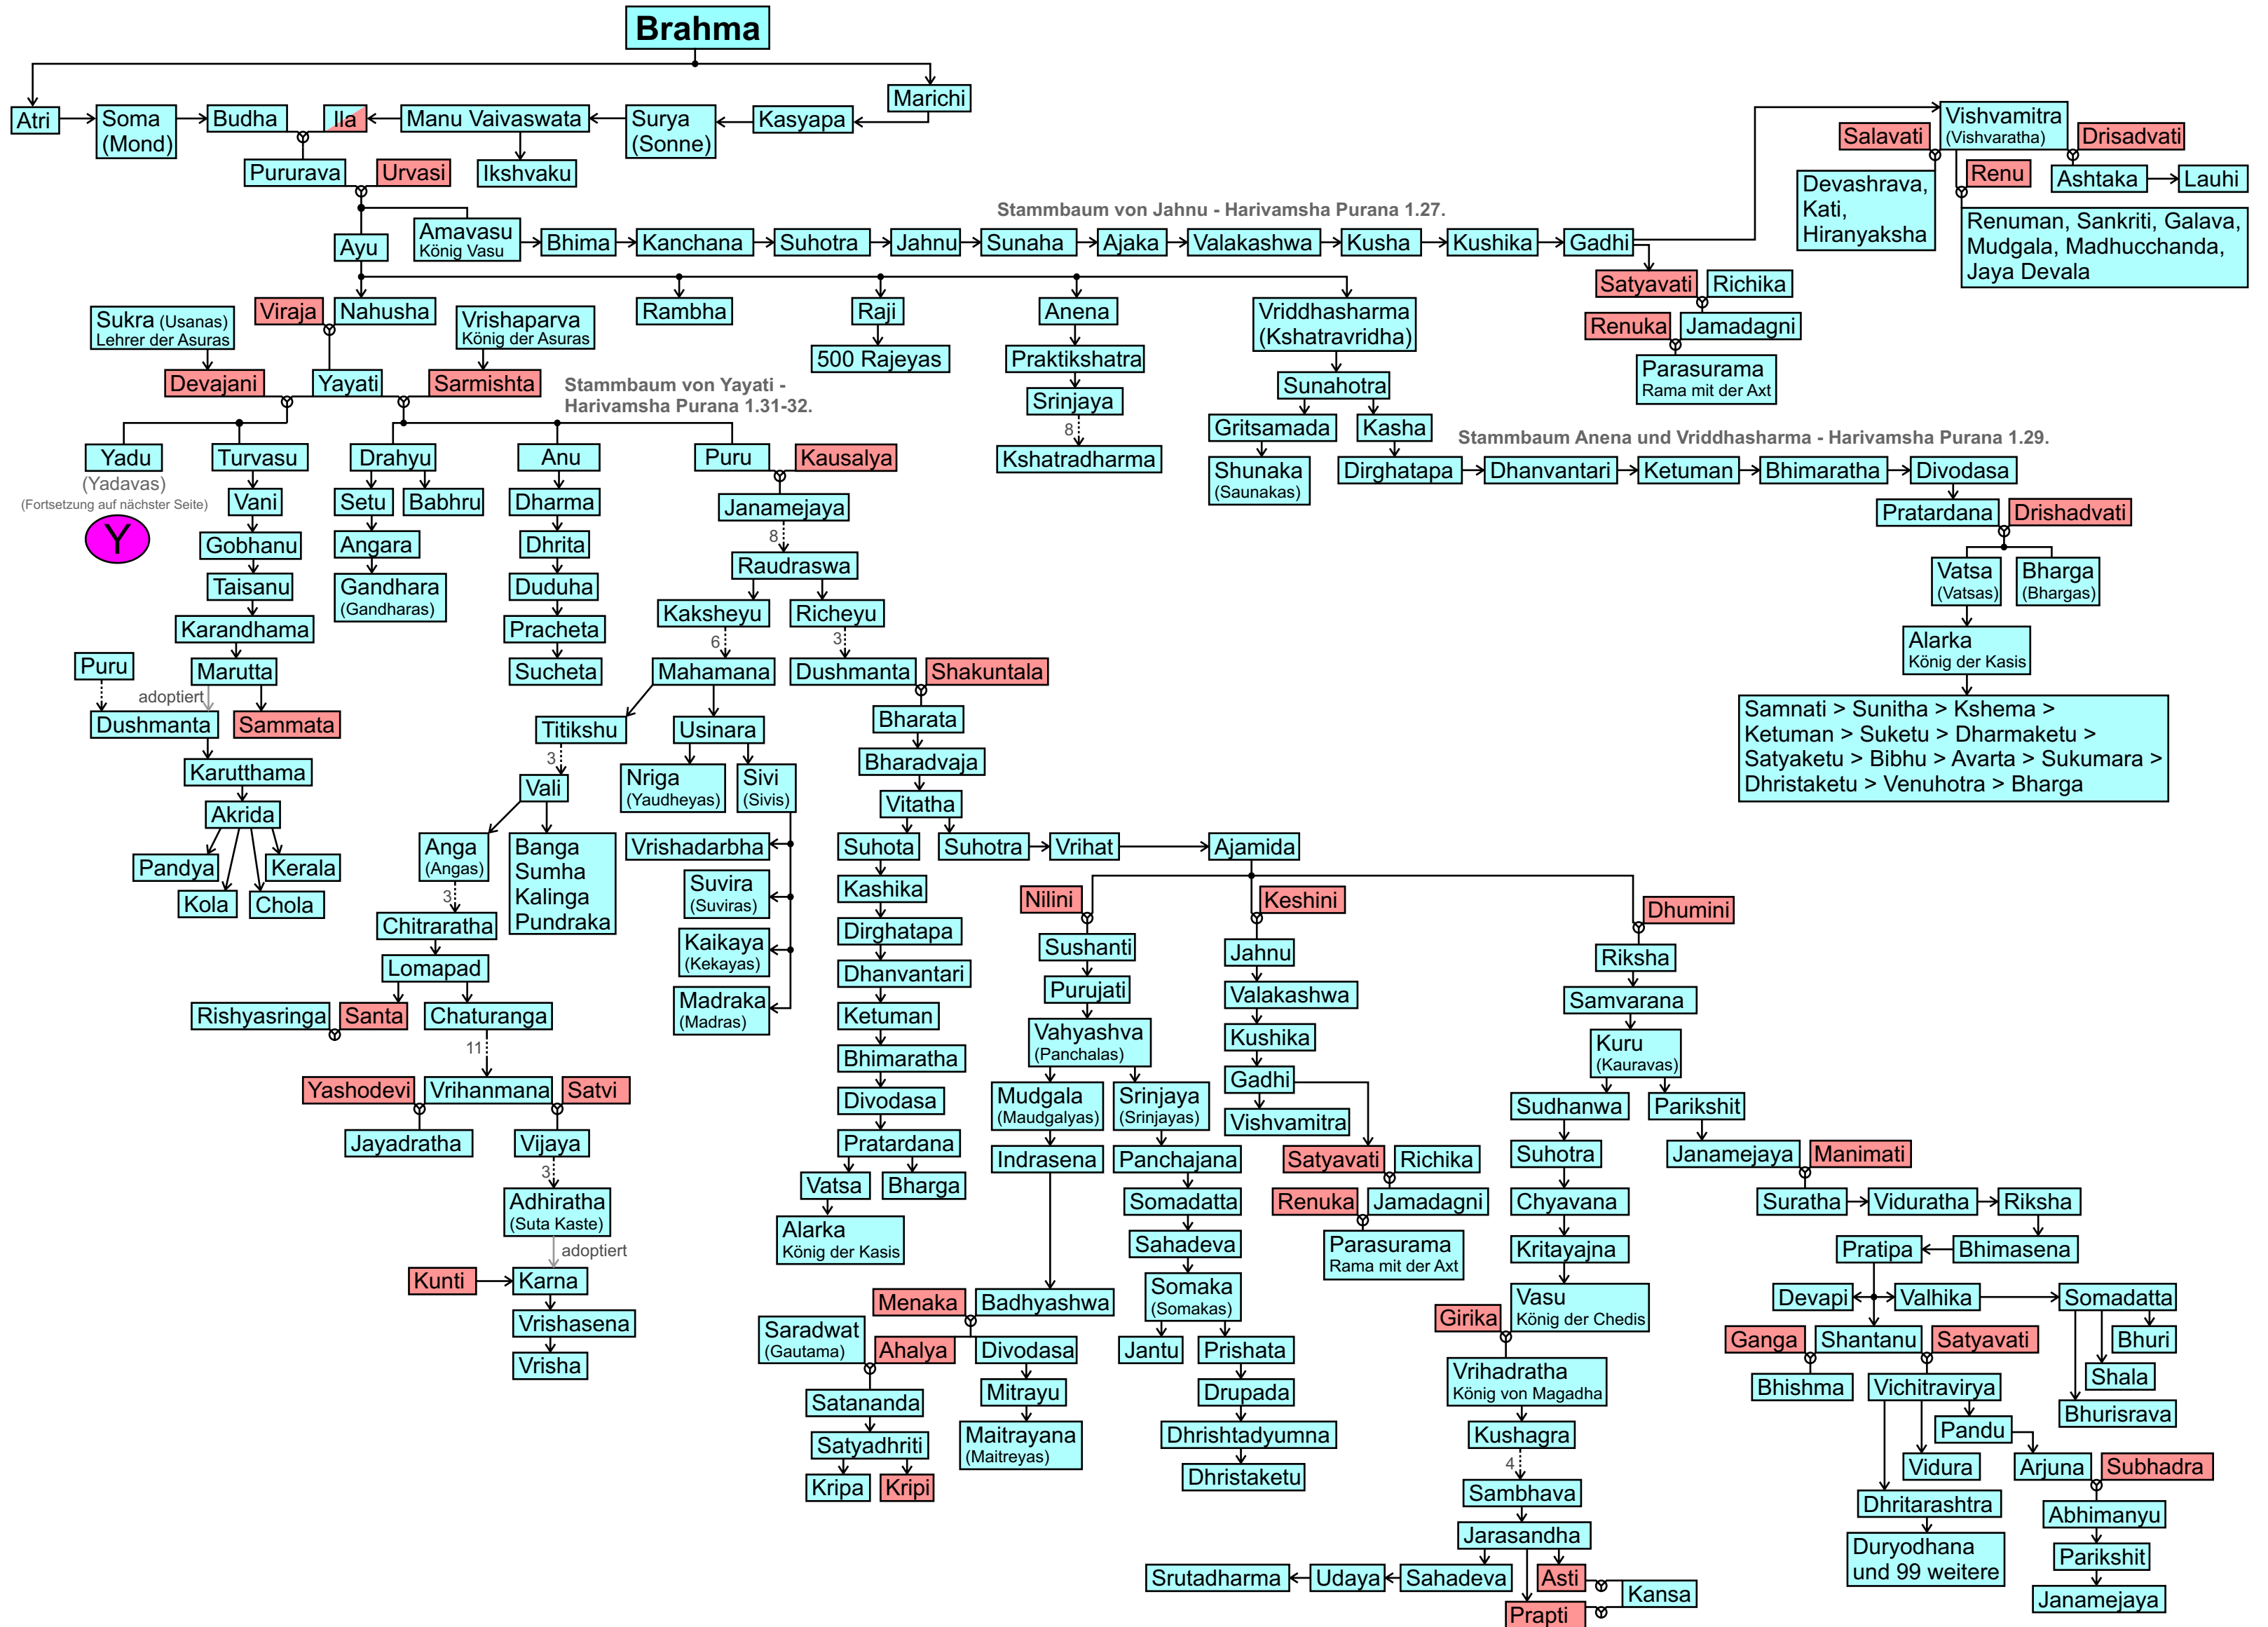 Brahma
Marichi
Atri
Soma
(Mond)
Budha
Ila
Manu Vaivaswata
Surya
(Sonne)
Kasyapa
Vishvamitra
(Vishvaratha)
Salavati
Drisadvati
Pururava
Urvasi
Ikshvaku
Renu
Ashtaka
Lauhi
Devashrava,
Kati,
Hiranyaksha
Renuman, Sankriti, Galava,
Mudgala, Madhucchanda,
Jaya Devala
Stammbaum von Jahnu - Harivamsha Purana 1.27.
Ayu
Amavasu
König Vasu
Bhima
Kanchana
Suhotra
Jahnu
Sunaha
Ajaka
Valakashwa
Kusha
Kushika
Gadhi
Satyavati
Richika
Renuka
Jamadagni
Parasurama
Rama mit der Axt
Sukra (Usanas)
Lehrer der Asuras
Viraja
Nahusha
Vrishaparva
König der Asuras
Rambha
Raji
500 Rajeyas
Anena
Praktikshatra
Srinjaya
8
Kshatradharma
Vriddhasharma
(Kshatravridha)
Sunahotra
Gritsamada
Kasha
Shunaka
(Saunakas)
Devajani
Yayati
Sarmishta
Stammbaum von Yayati -
Harivamsha Purana 1.31-32.
Stammbaum Anena und Vriddhasharma - Harivamsha Purana 1.29.
Dirghatapa
Dhanvantari
Ketuman
Bhimaratha
Divodasa
Pratardana
Drishadvati
Vatsa
(Vatsas)
Bharga
(Bhargas)
Alarka
König der Kasis
Samnati > Sunitha > Kshema >
Ketuman > Suketu > Dharmaketu >
Satyaketu > Bibhu > Avarta > Sukumara >
Dhristaketu > Venuhotra > Bharga
Yadu
(Yadavas)
(Fortsetzung auf nächster Seite)
Y
Turvasu
Vani
Gobhanu
Taisanu
Karandhama
Marutta
Puru
adoptiert
Dushmanta
Sammata
Karutthama
Akrida
Pandya
Kola
Chola
Kerala
Drahyu
Setu
Babhru
Angara
Gandhara
(Gandharas)
Anu
Dharma
Dhrita
Duduha
Pracheta
Sucheta
Puru
Kausalya
Janamejaya
8
Raudraswa
Kaksheyu
Richeyu
6
3
Mahamana
Dushmanta
Shakuntala
Titikshu
Usinara
3
Vali
Nriga
(Yaudheyas)
Sivi
(Sivis)
Anga
(Angas)
Banga
Sumha
Kalinga
Pundraka
Vrishadarbha
Suvira
(Suviras)
Kaikaya
(Kekayas)
Madraka
(Madras)
3
Chitraratha
Lomapad
Rishyasringa
Santa
Chaturanga
11
Yashodevi
Vrihanmana
Satvi
Jayadratha
Vijaya
3
Adhiratha
(Suta Kaste)
adoptiert
Kunti
Karna
Vrishasena
Vrisha
Bharata
Bharadvaja
Vitatha
Suhota
Suhotra
Vrihat
Ajamida
Kashika
Dirghatapa
Dhanvantari
Ketuman
Bhimaratha
Divodasa
Pratardana
Vatsa
Bharga
Alarka
König der Kasis
Nilini
Keshini
Dhumini
Sushanti
Purujati
Vahyashva
(Panchalas)
Mudgala
(Maudgalyas)
Srinjaya
(Srinjayas)
Indrasena
Panchajana
Somadatta
Sahadeva
Somaka
(Somakas)
Jantu
Prishata
Drupada
Dhrishtadyumna
Dhristaketu
Menaka
Badhyashwa
Saradwat
(Gautama)
Ahalya
Divodasa
Satananda
Mitrayu
Satyadhriti
Maitrayana
(Maitreyas)
Kripa
Kripi
Jahnu
Valakashwa
Kushika
Gadhi
Vishvamitra
Satyavati
Richika
Renuka
Jamadagni
Parasurama
Rama mit der Axt
Riksha
Samvarana
Kuru
(Kauravas)
Sudhanwa
Parikshit
Suhotra
Janamejaya
Manimati
Chyavana
Suratha
Viduratha
Riksha
Kritayajna
Pratipa
Bhimasena
Girika
Vasu
König der Chedis
Devapi
Valhika
Somadatta
Ganga
Shantanu
Satyavati
Bhuri
Shala
Bhurisrava
Bhishma
Vichitravirya
Vrihadratha
König von Magadha
Kushagra
4
Sambhava
Jarasandha
Srutadharma
Udaya
Sahadeva
Asti
Prapti
Kansa
Pandu
Vidura
Arjuna
Subhadra
Dhritarashtra
Abhimanyu
Duryodhana
und 99 weitere
Parikshit
Janamejaya